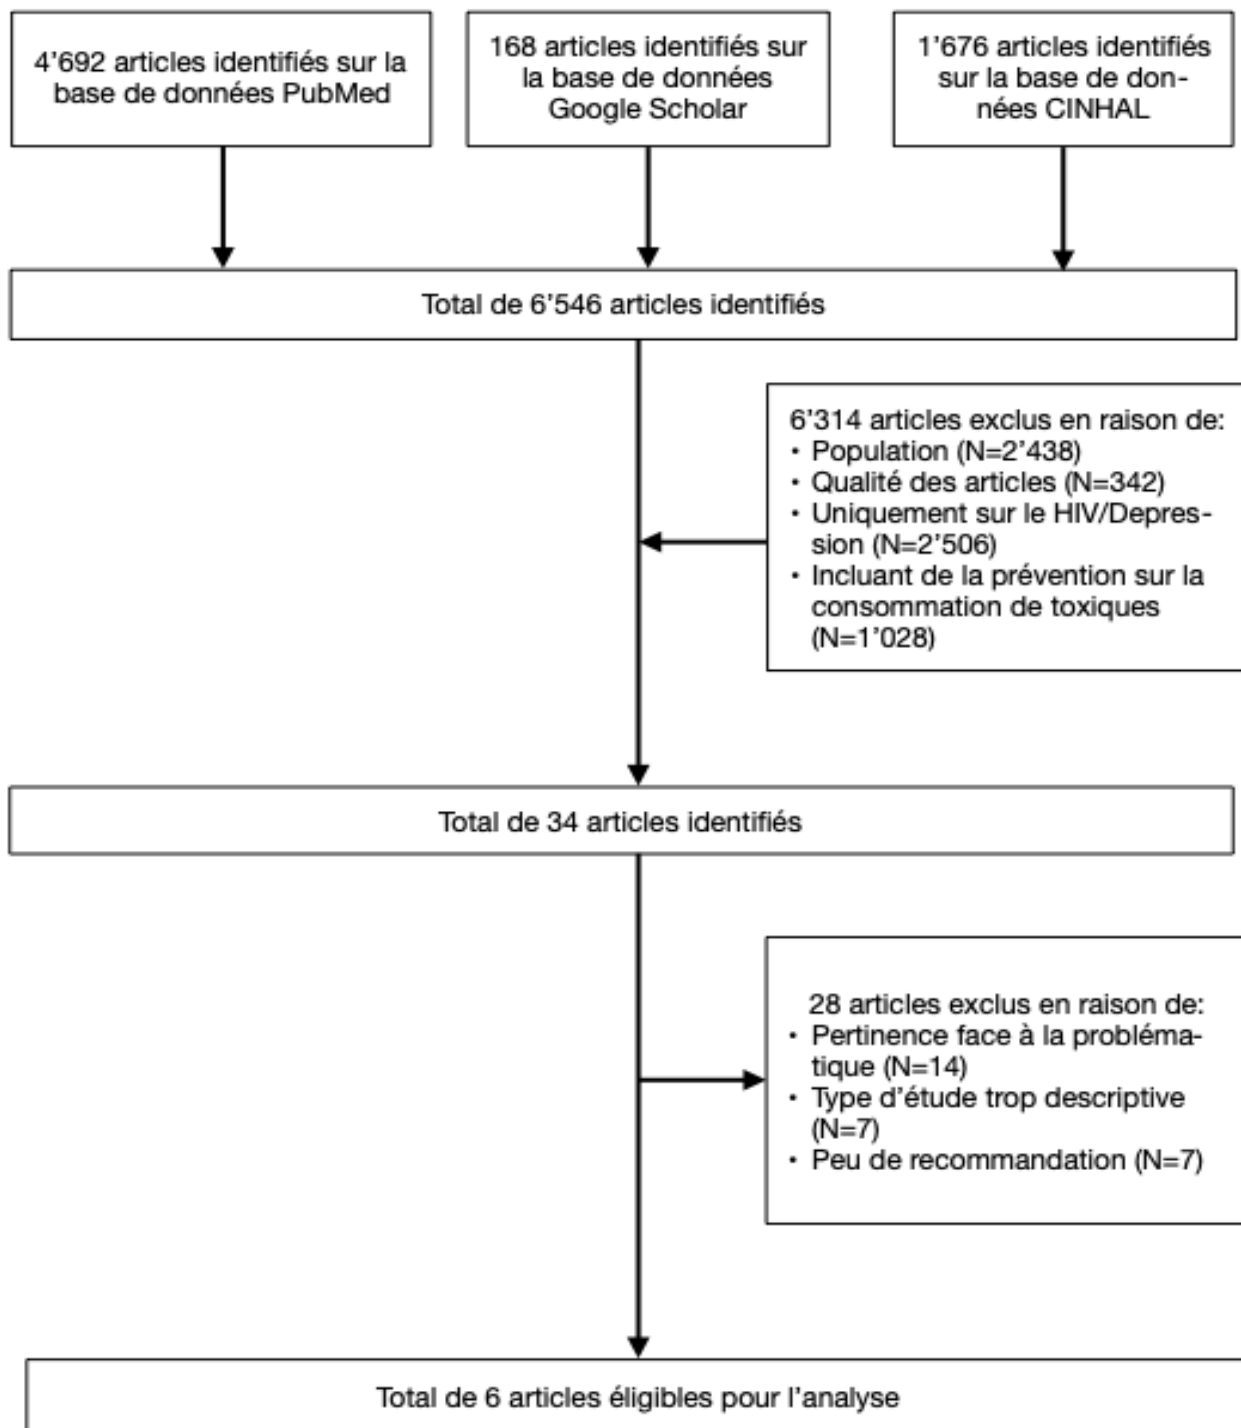 4’692 articles identifiés sur la
base de données PubMed
168 articles identifiés sur
la base de données
Google Scholar
1’676 articles identifiés
sur la base de don-
nées CINHAL
Total de 6’546 articles identifiés
6’314 articles exclus en raison de:
• Population (N=2’438)
• Qualité des articles (N=342)
• Uniquement sur le HIV/Depres-
sion (N=2’506)
• Incluant de la prévention sur la
consommation de toxiques
(N=1’028)
Total de 34 articles identifiés
28 articles exclus en raison de:
• Pertinence face à la probléma-
tique (N=14)
• Type d’étude trop descriptive
(N=7)
• Peu de recommandation (N=7)
Total de 6 articles éligibles pour l’analyse